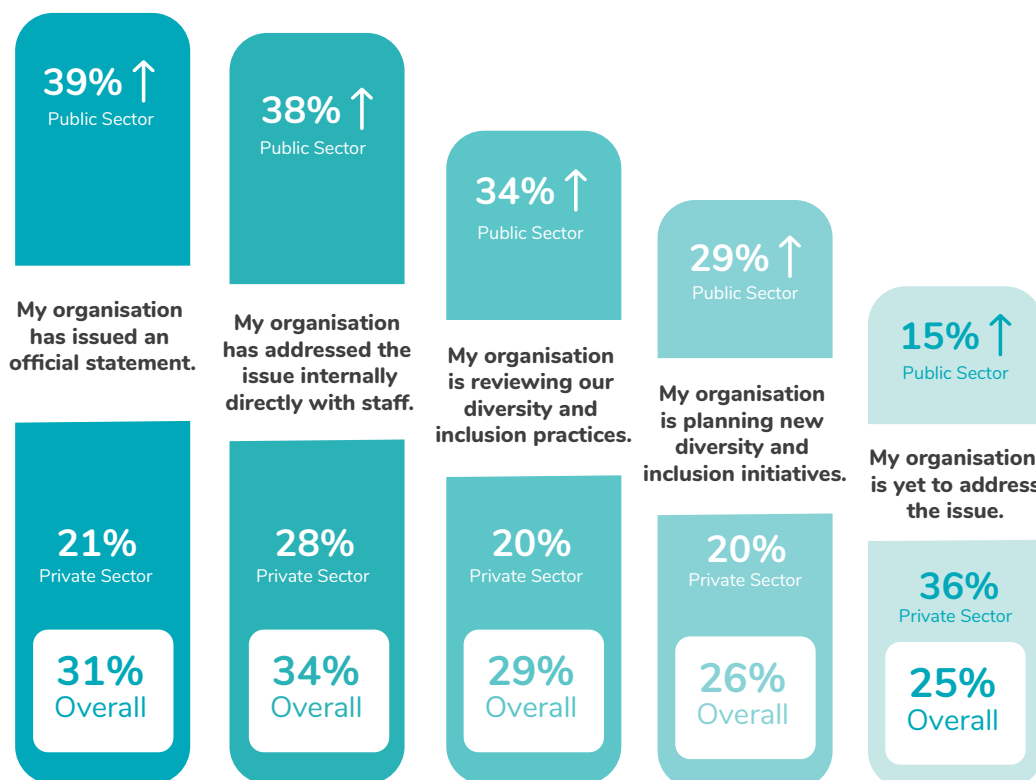 39% ↑
Public Sector
My organisation
has issued an
official statement.
21%
Private Sector
31%
Overall
38% ↑
Public Sector
My organisation
has addressed the
issue internally
directly with staff.
28%
Private Sector
34%
Overall
34% ↑
Public Sector
My organisation
is reviewing our
diversity and
inclusion practices.
20%
Private Sector
29%
Overall
29% ↑
Public Sector
My organisation
is planning new
diversity and
inclusion initiatives.
20%
Private Sector
26%
Overall
15% ↑
Public Sector
My organisation
is yet to address
the issue.
36%
Private Sector
25%
Overall